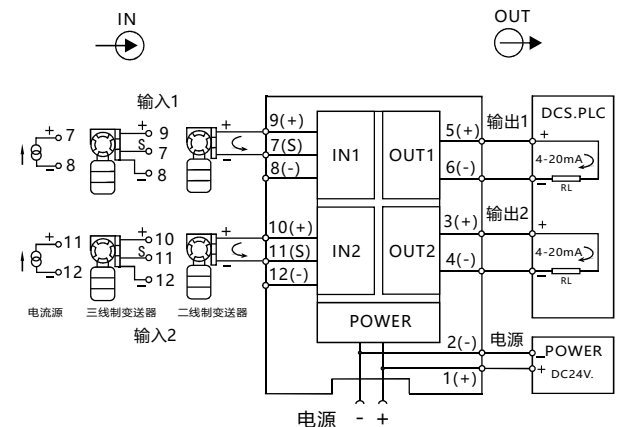 IN
OUT
输入1
+ 7
− 8
+ 9
S 7
− 8
+
−
9(+)
7(S)
8(-)
IN1
OUT1
5(+)
6(-)
输出1
DCS.PLC
+
4-20mA
−
RL
+ 11
− 12
+ 10
S 11
− 12
+
−
10(+)
11(S)
12(-)
IN2
OUT2
3(+)
4(-)
输出2
+
4-20mA
−
RL
电流源
三线制变送器
二线制变送器
输入2
POWER
2(-)
1(+)
电源
− POWER
+ DC24V.
电源 - +